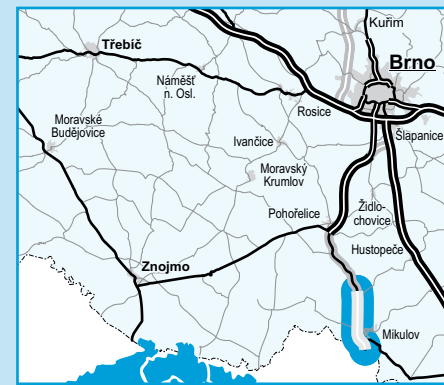 Kuřim
Třebíč
Brno
Náměšť
n. Osl.
Rosice
Moravské
Budějovice
Ivančice
Šlapanice
Moravský
Krumlov
Židlo-
chovice
Pohořelice
Hustopeče
Znojmo
Mikulov